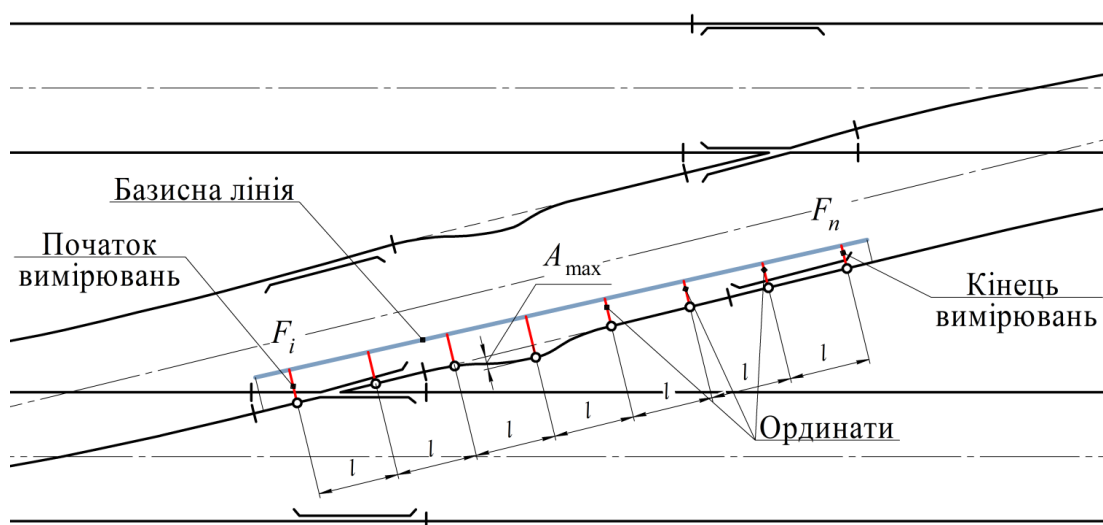 Базисна лінія
Початок
вимірювань
F_n
A_max
F_i
Кінець
вимірювань
l
l
l
l
l
l
l
Ординати